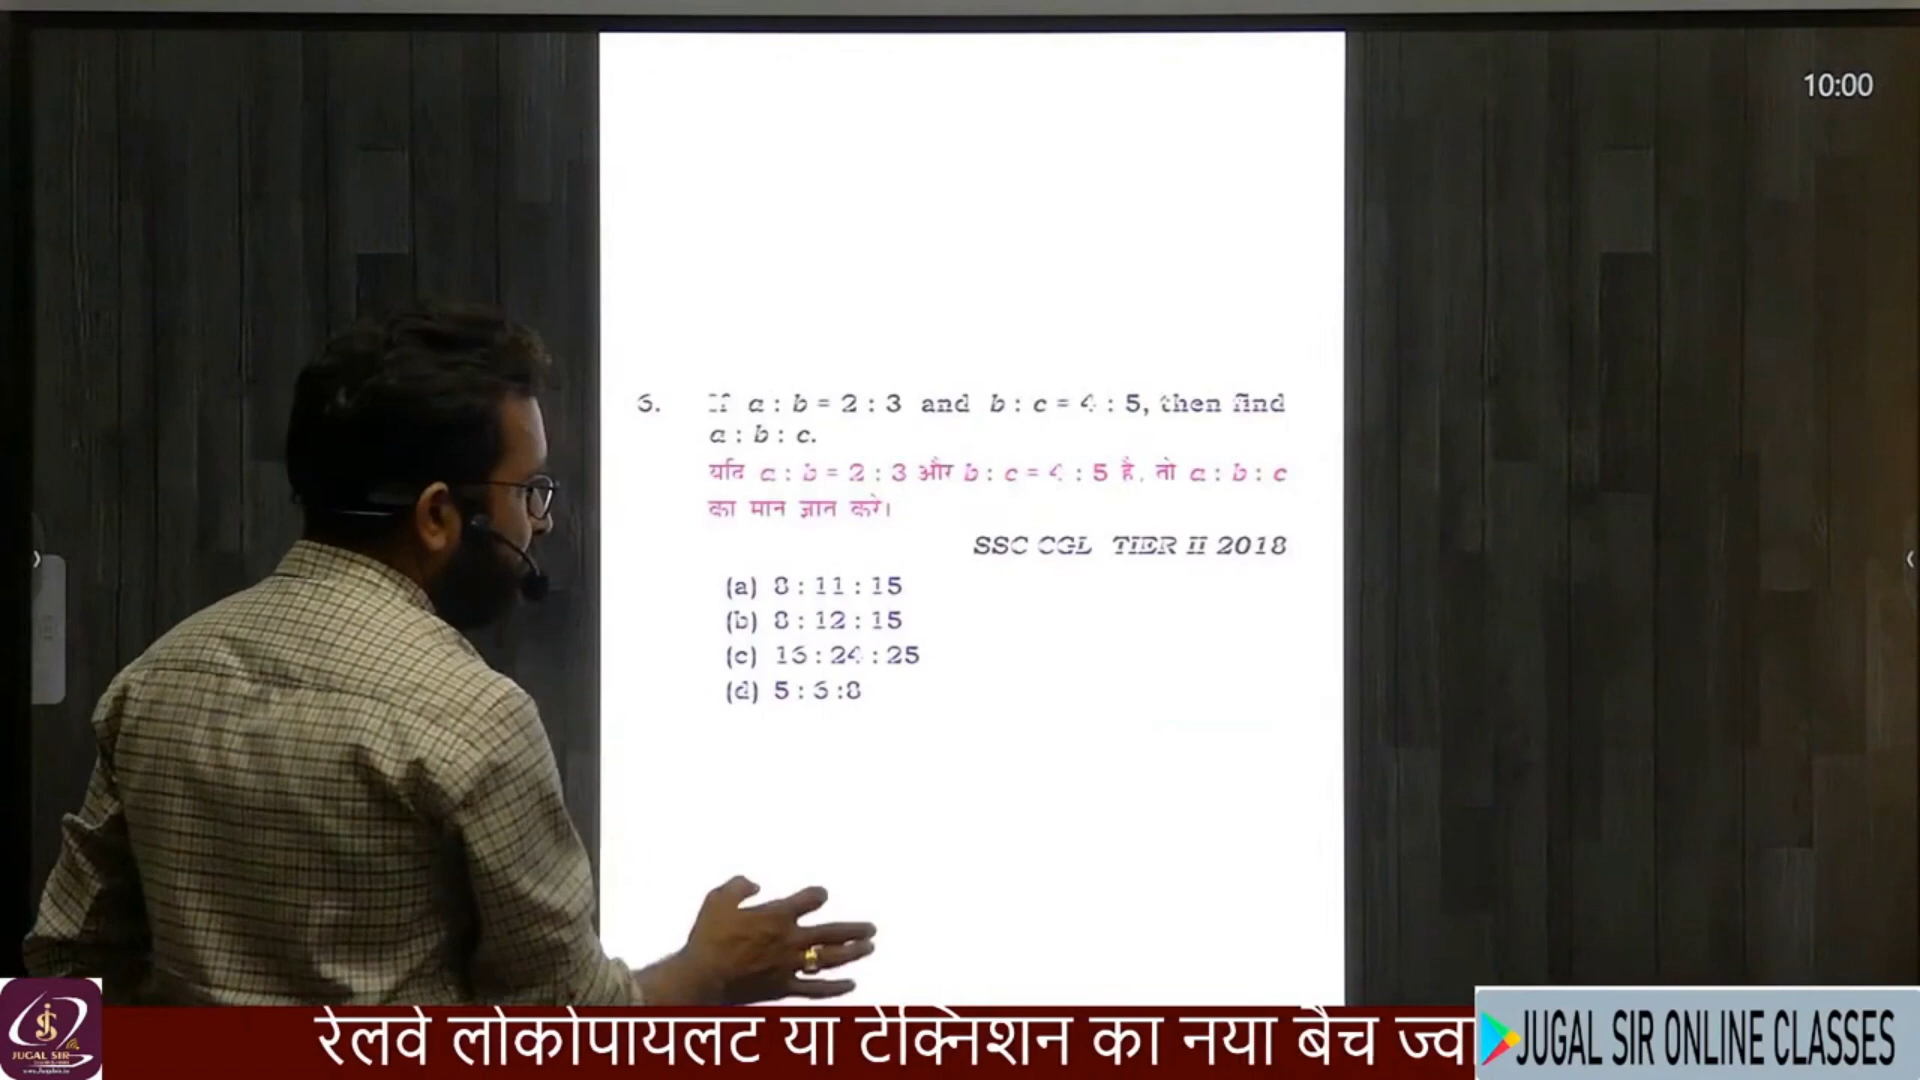 10:00
6. If a : b = 2 : 3 and b : c = 4 : 5, then find
a : b : c.
यदि a : b = 2 : 3 और b : c = 4 : 5 है, तो a : b : c
का मान ज्ञात करे।
SSC CGL TIER II 2018
(a) 8 : 11 : 15
(b) 8 : 12 : 15
(c) 16 : 24 : 25
(d) 5 : 6 :8
JUGAL SIR
रेलवे लोकोपायलट या टेक्निशन का नया बैच ज्वा
JUGAL SIR ONLINE CLASSES